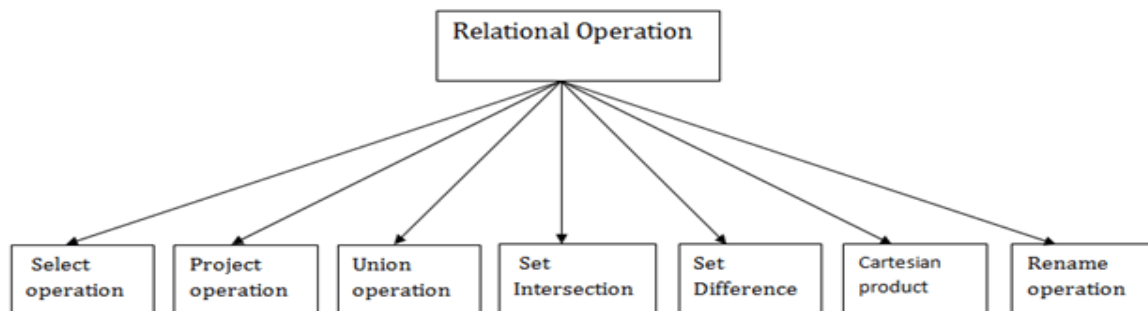 Relational Operation
Select
operation
Project
operation
Union
operation
Set
Intersection
Set
Difference
Cartesian
product
Rename
operation